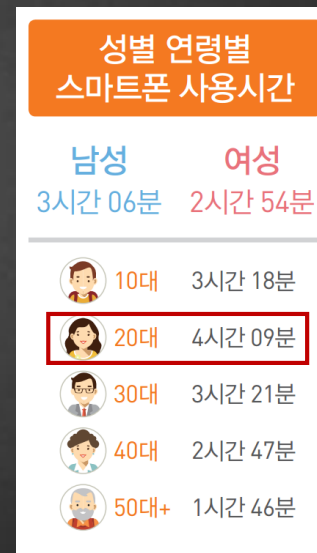 성별 연령별
스마트폰 사용시간
남성 여성
3시간 06분 2시간 54분
10대 3시간 18분
20대 4시간 09분
30대 3시간 21분
40대 2시간 47분
50대+ 1시간 46분